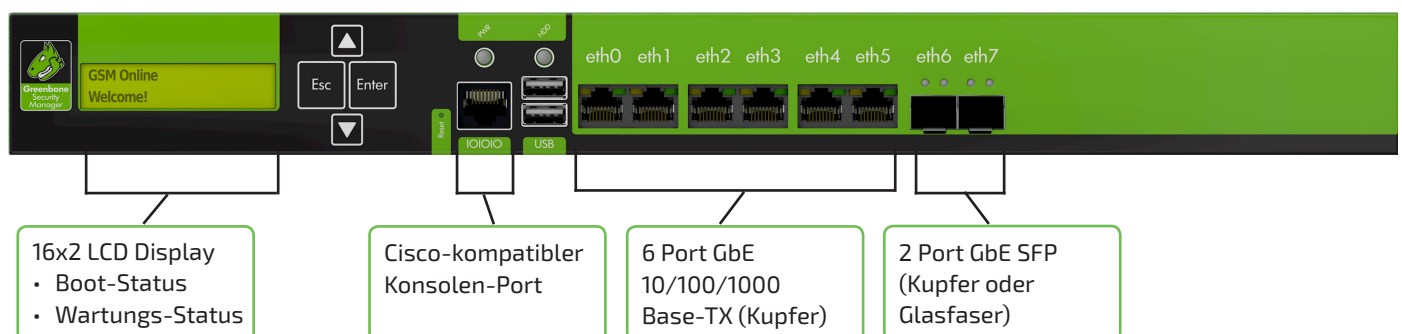 Greenbone
Security
Manager
GSM Online
Welcome!
Esc
Enter
Reset
PWR
HDD
IOIOIO
USB
eth0 eth1 eth2 eth3 eth4 eth5 eth6 eth7
16x2 LCD Display
• Boot-Status
• Wartungs-Status
Cisco-kompatibler
Konsolen-Port
6 Port GbE
10/100/1000
Base-TX (Kupfer)
2 Port GbE SFP
(Kupfer oder
Glasfaser)